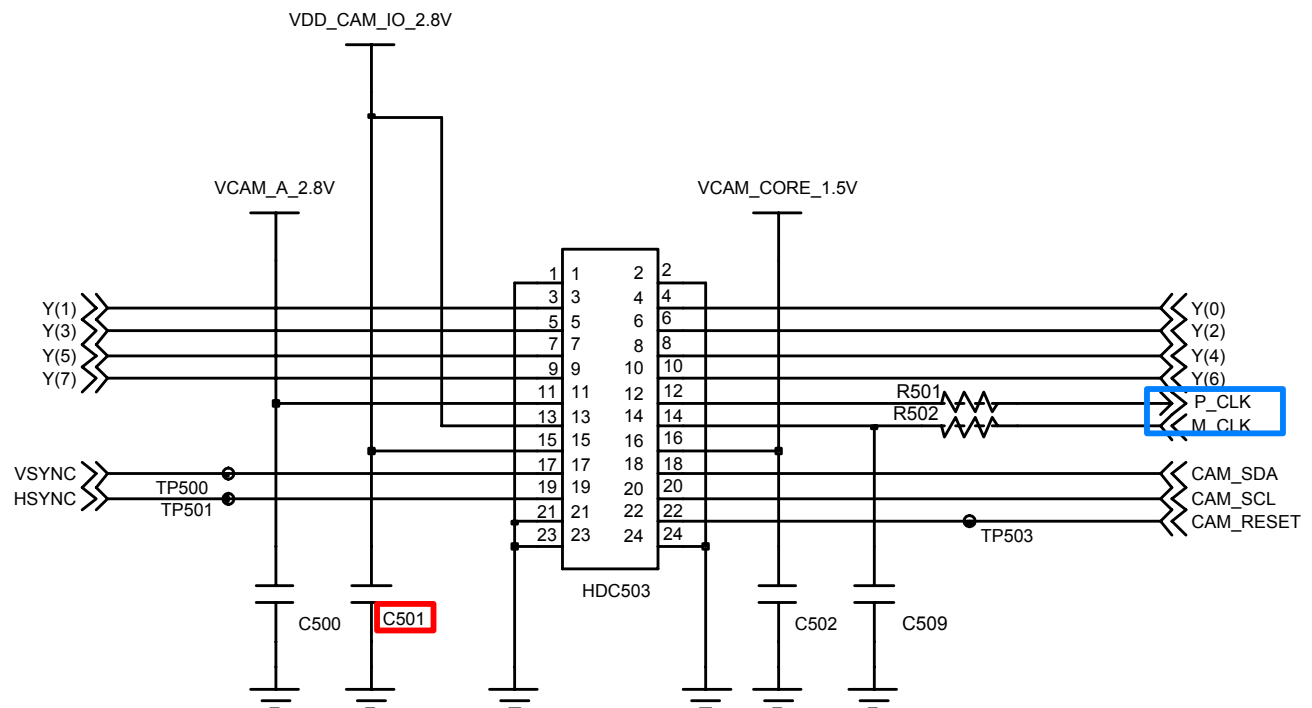 VDD_CAM_IO_2.8V
VCAM_A_2.8V
VCAM_CORE_1.5V
1 1 2 2
Y(1) 3 3 4 4 Y(0)
Y(3) 5 5 6 6 Y(2)
Y(5) 7 7 8 8 Y(4)
Y(7) 9 9 10 10 Y(6)
11 11 12 12 R501 P_CLK
13 13 14 14 R502 M_CLK
15 15 16 16
VSYNC TP500 17 17 18 18 CAM_SDA
HSYNC TP501 19 19 20 20 CAM_SCL
21 21 22 22 TP503 CAM_RESET
23 23 24 24
HDC503
C500
C501
C502
C509